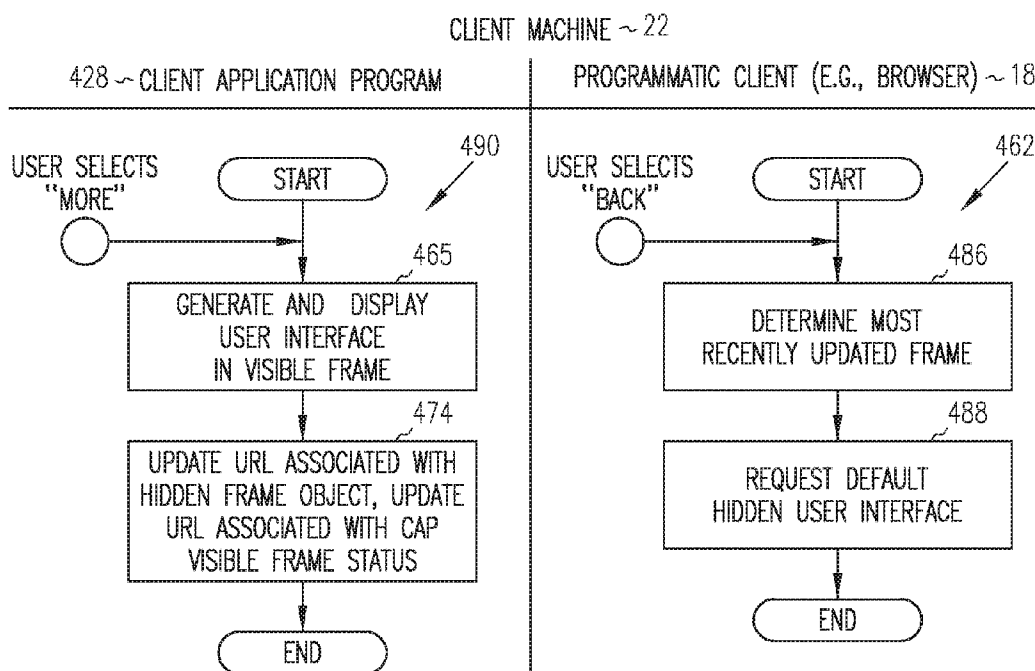 CLIENT MACHINE ~ 22
428 ~ CLIENT APPLICATION PROGRAM
PROGRAMMATIC CLIENT (E.G., BROWSER) ~ 18
USER SELECTS
"MORE"
START
490
465
GENERATE AND DISPLAY
USER INTERFACE
IN VISIBLE FRAME
474
UPDATE URL ASSOCIATED WITH
HIDDEN FRAME OBJECT, UPDATE
URL ASSOCIATED WITH CAP
VISIBLE FRAME STATUS
END
USER SELECTS
"BACK"
START
462
486
DETERMINE MOST
RECENTLY UPDATED FRAME
488
REQUEST DEFAULT
HIDDEN USER INTERFACE
END